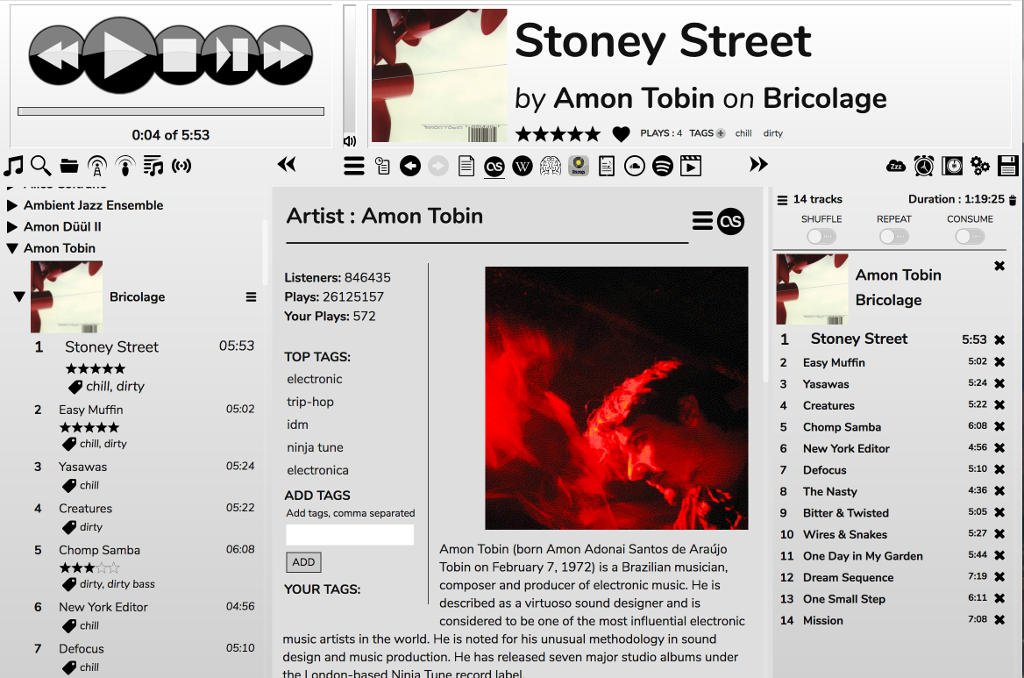 Stoney Street
by Amon Tobin on Bricolage
PLAYS : 4 TAGS chill dirty
0:04 of 5:53
Zzz
Ambient Jazz Ensemble
Amon Düül II
Amon Tobin
Bricolage
1 Stoney Street 05:53
chill, dirty
2 Easy Muffin 05:02
chill, dirty
3 Yasawas 05:24
chill
4 Creatures 05:22
dirty
5 Chomp Samba 06:08
dirty, dirty bass
6 New York Editor 04:56
chill
7 Defocus 05:10
chill
Artist : Amon Tobin
Listeners: 846435
Plays: 26125157
Your Plays: 572
TOP TAGS:
electronic
trip-hop
idm
ninja tune
electronica
ADD TAGS
Add tags, comma separated
ADD
YOUR TAGS:
Amon Tobin (born Amon Adonai Santos de Araújo
Tobin on February 7, 1972) is a Brazilian musician,
composer and producer of electronic music. He is
described as a virtuoso sound designer and is
considered to be one of the most influential electronic
music artists in the world. He is noted for his unusual methodology in sound
design and music production. He has released seven major studio albums under
the London-based Ninja Tune record label.
14 tracks Duration : 1:19:25
SHUFFLE REPEAT CONSUME
Amon Tobin
Bricolage
1 Stoney Street 5:53
2 Easy Muffin 5:02
3 Yasawas 5:24
4 Creatures 5:22
5 Chomp Samba 6:08
6 New York Editor 4:56
7 Defocus 5:10
8 The Nasty 4:36
9 Bitter & Twisted 5:05
10 Wires & Snakes 5:27
11 One Day in My Garden 5:44
12 Dream Sequence 7:19
13 One Small Step 6:11
14 Mission 7:08